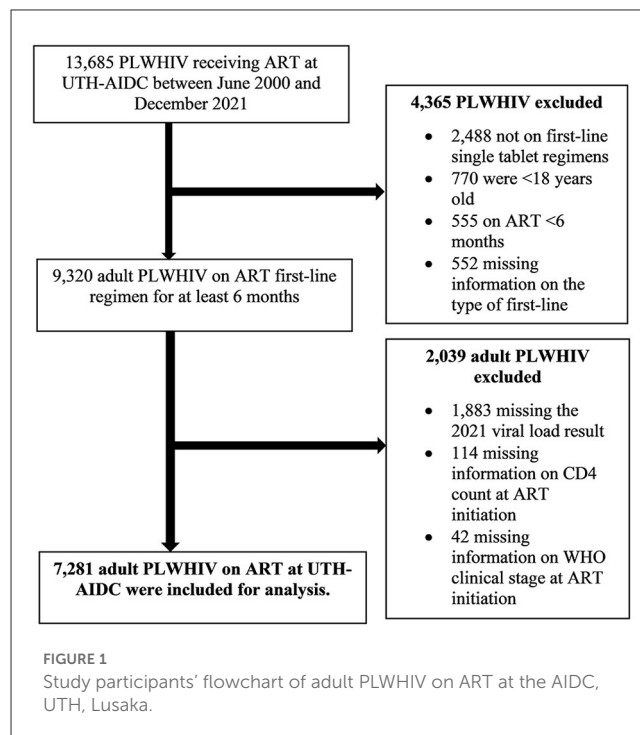 13,685 PLWHIV receiving ART at
UTH-AIDC between June 2000 and
December 2021
4,365 PLWHIV excluded
• 2,488 not on first-line
single tablet regimens
• 770 were <18 years
old
• 555 on ART <6
months
• 552 missing
information on the
type of first-line
9,320 adult PLWHIV on ART first-line
regimen for at least 6 months
2,039 adult PLWHIV
excluded
• 1,883 missing the
2021 viral load result
• 114 missing
information on CD4
count at ART
initiation
• 42 missing
information on WHO
clinical stage at ART
initiation
7,281 adult PLWHIV on ART at UTH-
AIDC were included for analysis.
FIGURE 1
Study participants’ flowchart of adult PLWHIV on ART at the AIDC,
UTH, Lusaka.